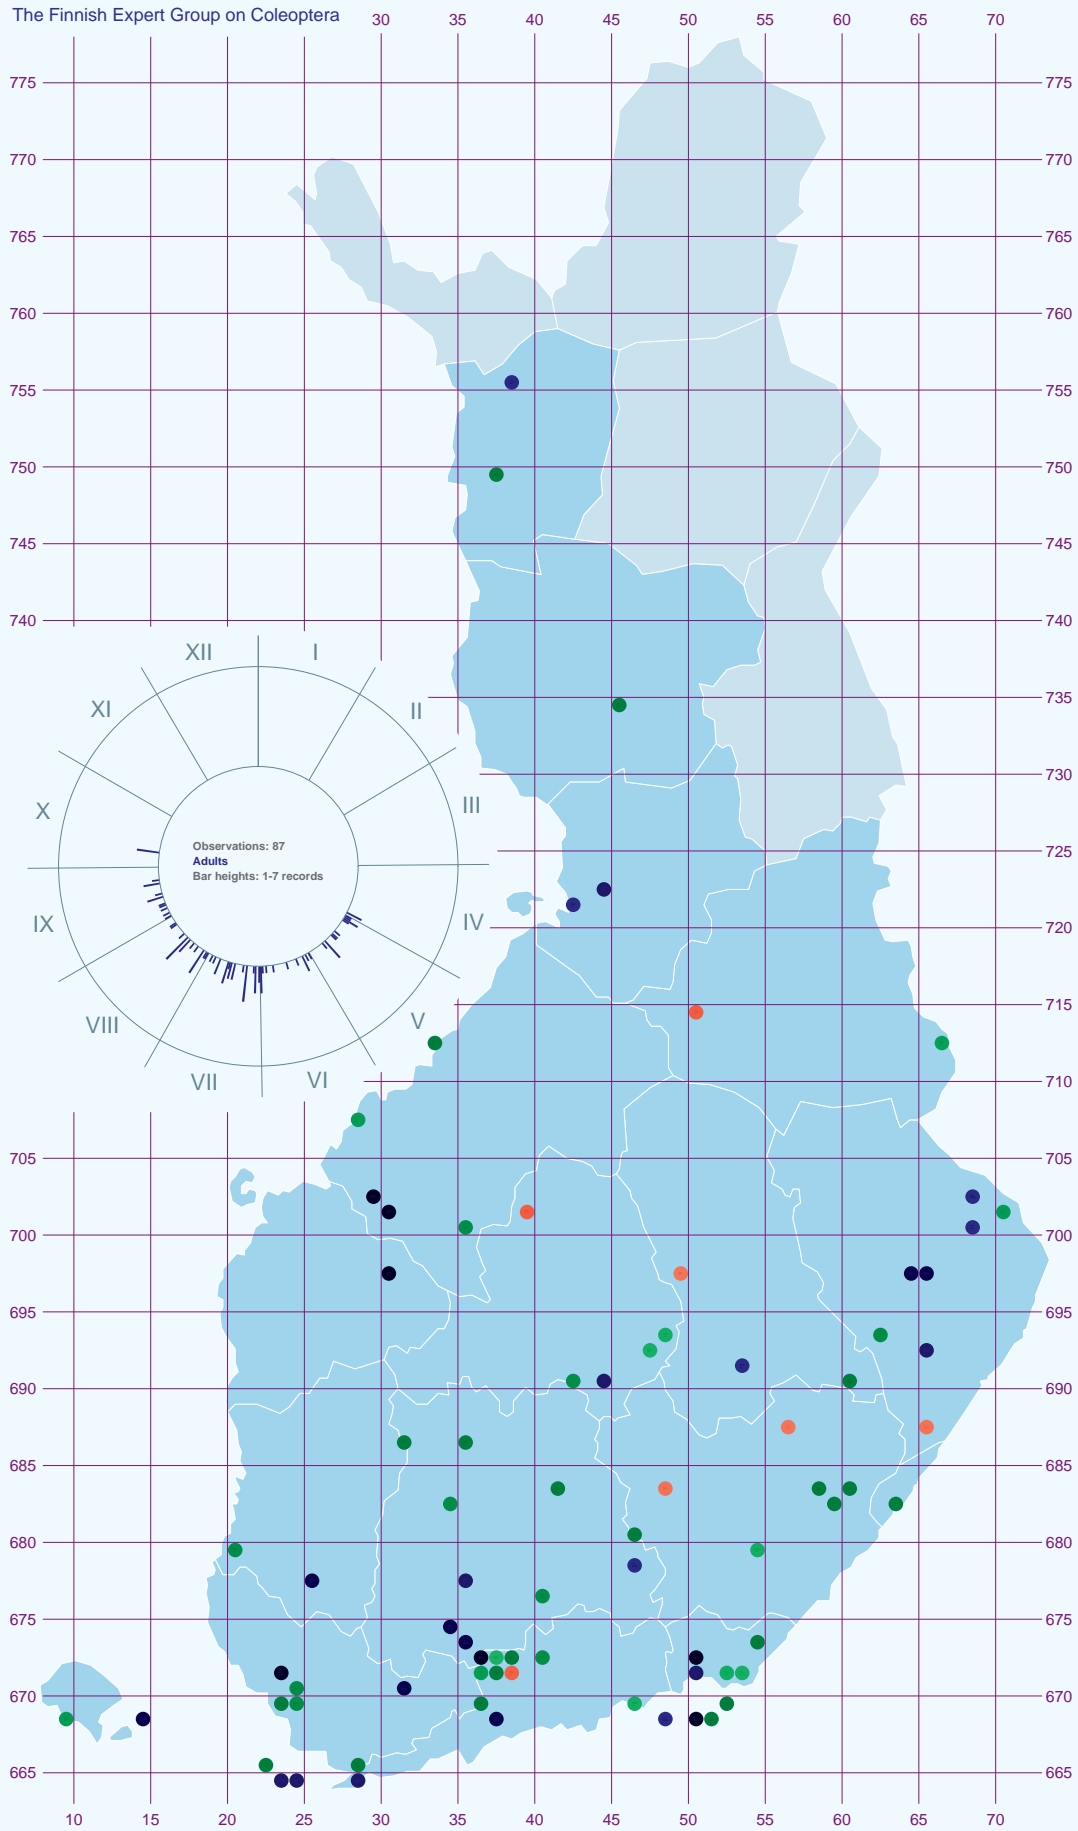 The Finnish Expert Group on Coleoptera 30 35 40 45 50 55 60 65 70
775 775
770 770
765 765
760 760
755 755
750 750
745 745
740 740
XII I
XI II
735
X III
730
Observations: 87
Adults
Bar heights: 1-7 records
725
IX IV
720
VIII V
715
VII VI
710
705 705
700 700
695 695
690 690
685 685
680 680
675 675
670 670
665 665
10 15 20 25 30 35 40 45 50 55 60 65 70